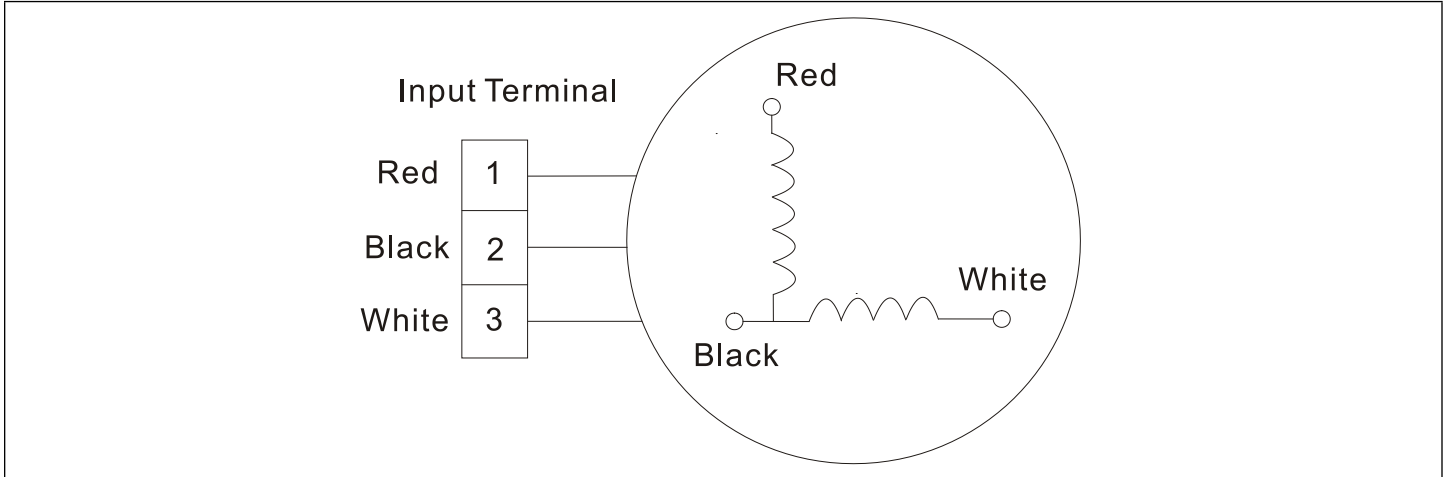 Input Terminal
Red 1
Black 2
White 3
Red
White
Black